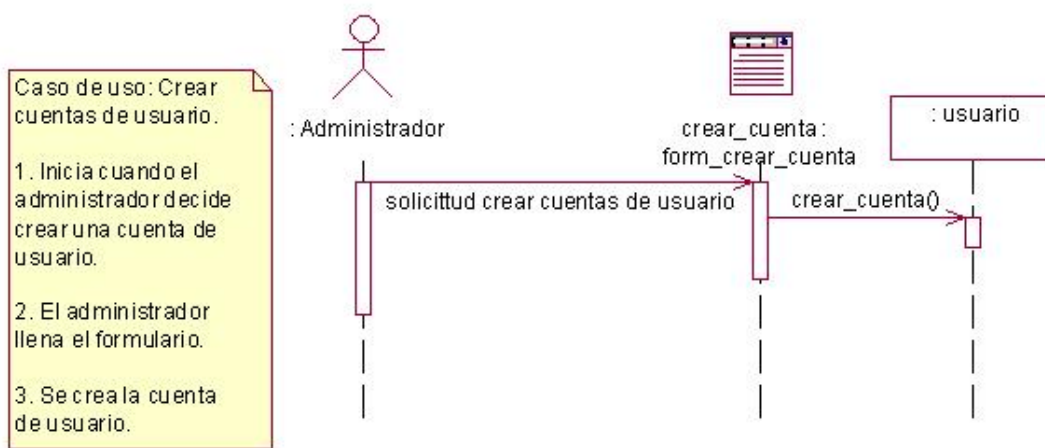 Caso de uso: Crear
cuentas de usuario.
1. Inicia cuando el
administrador decide
crear una cuenta de
usuario.
2. El administrador
llena el formulario.
3. Se crea la cuenta
de usuario.
: Administrador
crear_cuenta :
form_crear_cuenta
: usuario
solicittud crear cuentas de usuario
crear_cuenta()